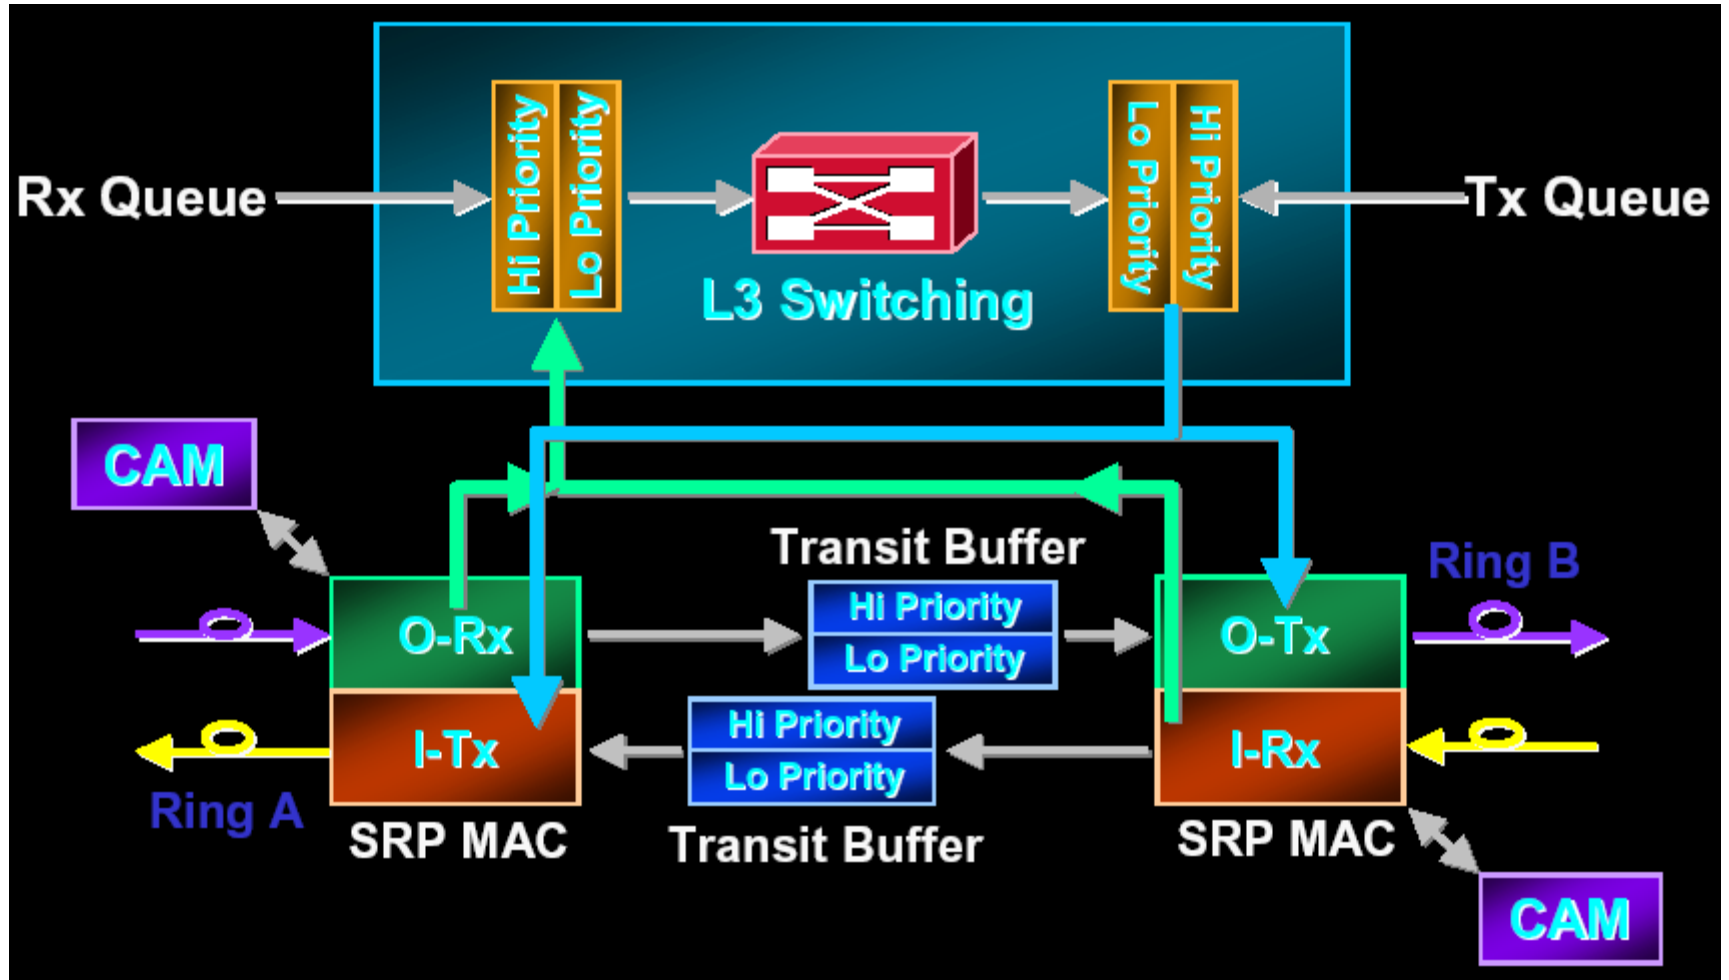 Hi Priority
Lo Priority
Lo Priority
Hi Priority
Rx Queue
Tx Queue
L3 Switching
CAM
Transit Buffer
Ring B
Hi Priority
Lo Priority
O-Rx
O-Tx
Hi Priority
Lo Priority
I-Tx
I-Rx
Ring A
SRP MAC
Transit Buffer
SRP MAC
CAM